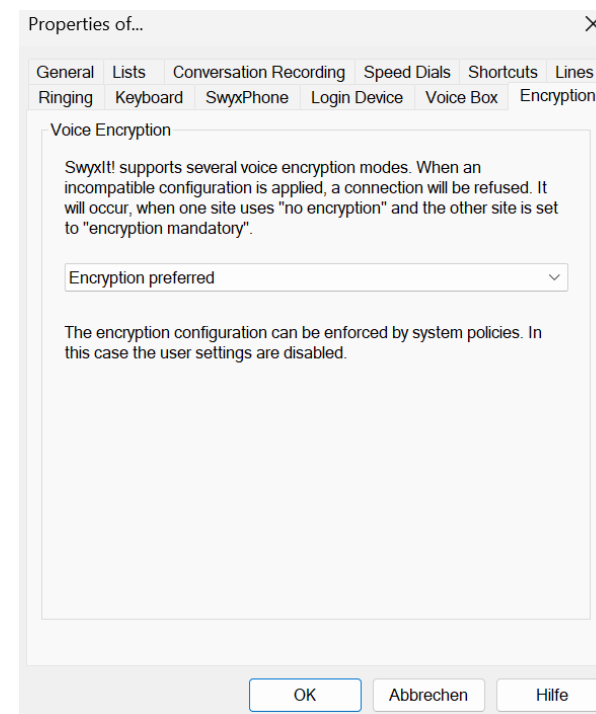 Properties of...
General Lists Conversation Recording Speed Dials Shortcuts Lines
Ringing Keyboard SwyxPhone Login Device Voice Box Encryption
Voice Encryption
SwyxIt! supports several voice encryption modes. When an
incompatible configuration is applied, a connection will be refused. It
will occur, when one site uses "no encryption" and the other site is set
to "encryption mandatory".
Encryption preferred
The encryption configuration can be enforced by system policies. In
this case the user settings are disabled.
OK Abbrechen Hilfe